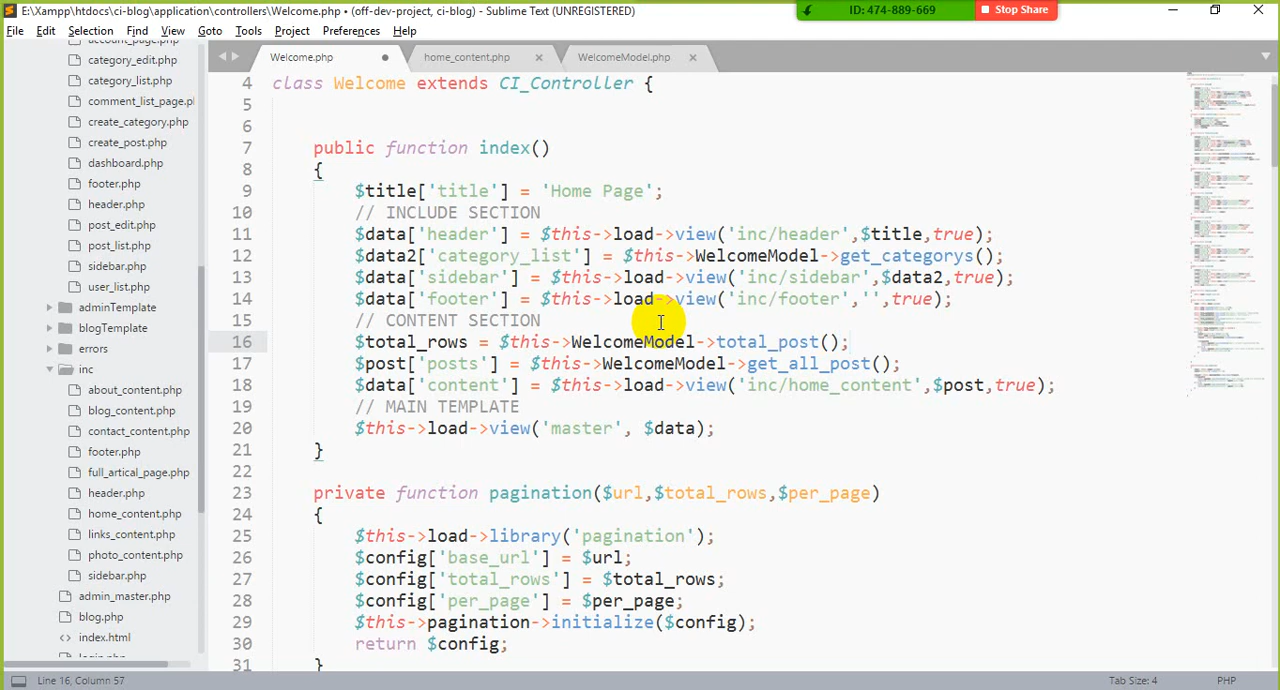 E:\Xampp\htdocs\ci-blog\application\controllers\Welcome.php • (off-dev-project, ci-blog) - Sublime Text (UNREGISTERED)
ID: 474-889-669
Stop Share
File Edit Selection Find View Goto Tools Project Preferences Help
account_page.php
category_edit.php
category_list.php
comment_list_page.pl
create_category.php
create_post.php
dashboard.php
footer.php
header.php
post_edit.php
post_list.php
sidebar.php
user_list.php
adminTemplate
blogTemplate
errors
inc
about_content.php
blog_content.php
contact_content.php
footer.php
full_artical_page.php
header.php
home_content.php
links_content.php
photo_content.php
sidebar.php
admin_master.php
blog.php
index.html
Welcome.php
home_content.php
WelcomeModel.php
4 class Welcome extends CI_Controller {
5
6
7 public function index()
8 {
9 $title['title'] = 'Home Page';
10 // INCLUDE SECTION
11 $data['header'] = $this->load->view('inc/header',$title,true);
12 $data2['category_list'] = $this->WelcomeModel->get_categorys();
13 $data['sidebar'] = $this->load->view('inc/sidebar',$data2,true);
14 $data['footer'] = $this->load->view('inc/footer','',true);
15 // CONTENT SECTION
16 $total_rows = $this->WelcomeModel->total_post();
17 $post['posts'] = $this->WelcomeModel->get_all_post();
18 $data['content'] = $this->load->view('inc/home_content',$post,true);
19 // MAIN TEMPLATE
20 $this->load->view('master', $data);
21 }
22
23 private function pagination($url,$total_rows,$per_page)
24 {
25 $this->load->library('pagination');
26 $config['base_url'] = $url;
27 $config['total_rows'] = $total_rows;
28 $config['per_page'] = $per_page;
29 $this->pagination->initialize($config);
30 return $config;
31 }
Line 16, Column 57
Tab Size: 4
PHP